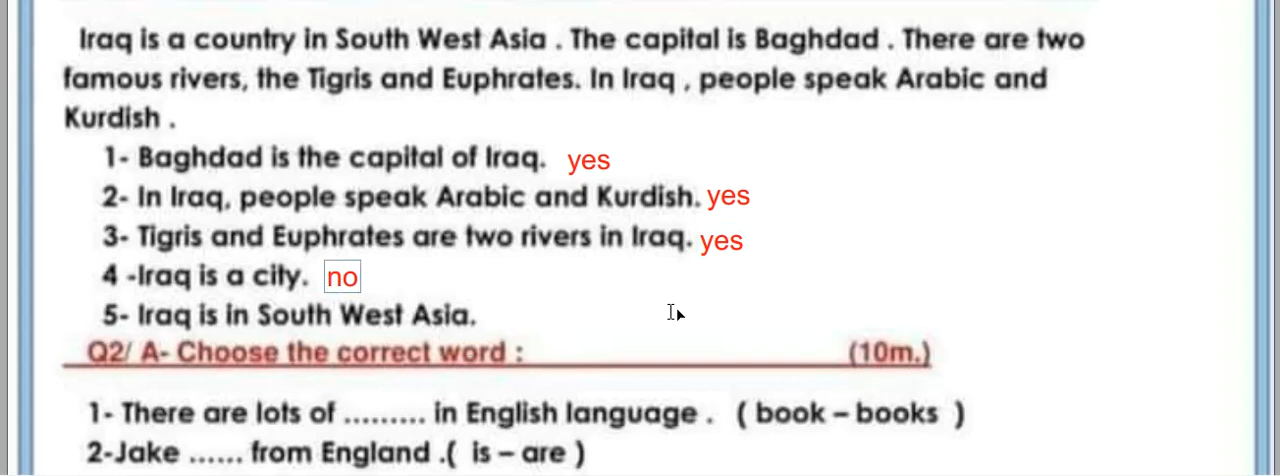 Iraq is a country in South West Asia . The capital is Baghdad . There are two
famous rivers, the Tigris and Euphrates. In Iraq , people speak Arabic and
Kurdish .
1- Baghdad is the capital of Iraq. yes
2- In Iraq, people speak Arabic and Kurdish. yes
3- Tigris and Euphrates are two rivers in Iraq. yes
4 -Iraq is a city. no
5- Iraq is in South West Asia.
Q2/ A- Choose the correct word : (10m.)
1- There are lots of ......... in English language . ( book – books )
2-Jake ...... from England .( is – are )